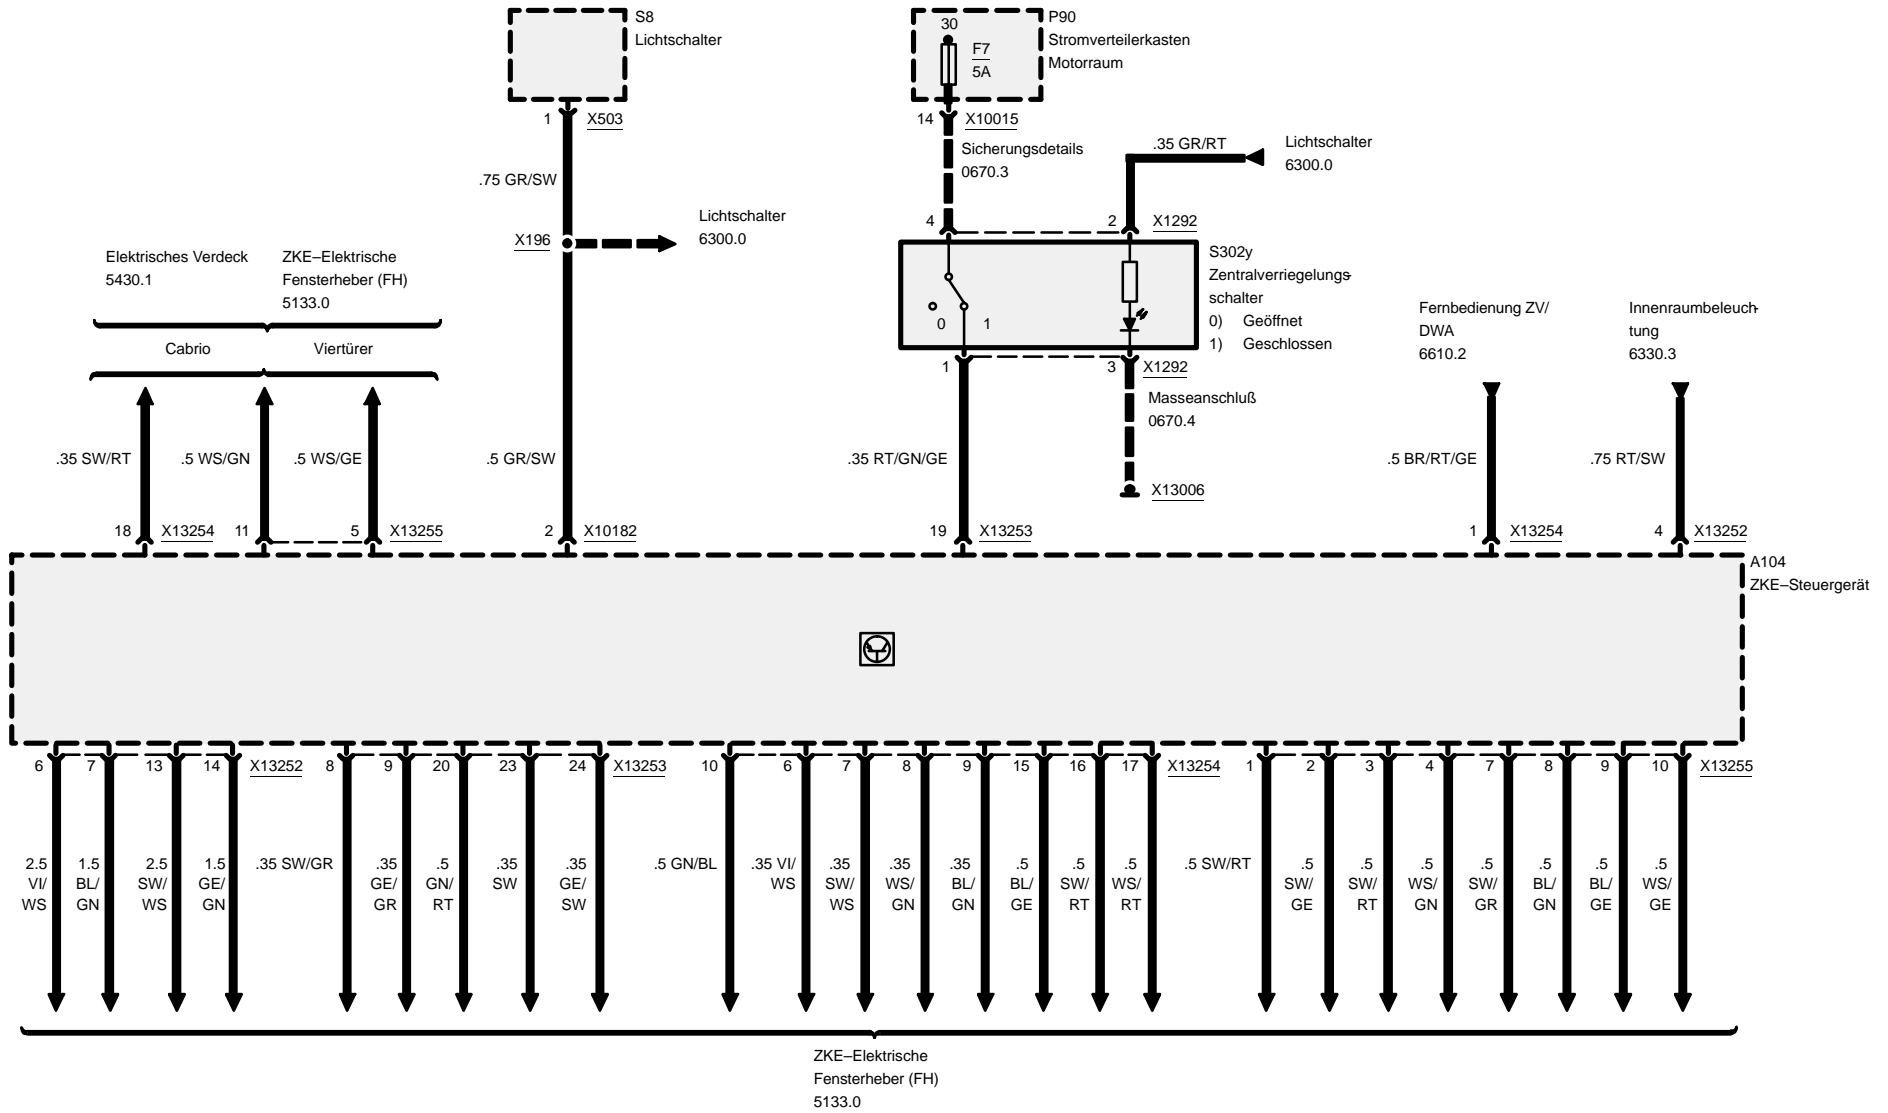 S8
Lichtschalter
30
F7
5A
P90
Stromverteilerkasten
Motorraum
1
X503
14
X10015
Sicherungsdetails
0670.3
.35 GR/RT
Lichtschalter
6300.0
.75 GR/SW
X196
Lichtschalter
6300.0
4
2
X1292
Elektrisches Verdeck
5430.1
ZKE–Elektrische
Fensterheber (FH)
5133.0
Cabrio
Viertürer
0
1
S302y
Zentralverriegelungs-
schalter
0) Geöffnet
1) Geschlossen
1
3
X1292
Masseanschluß
0670.4
Fernbedienung ZV/
DWA
6610.2
Innenraumbeleuch-
tung
6330.3
.35 SW/RT
.5 WS/GN
.5 WS/GE
.5 GR/SW
.35 RT/GN/GE
.5 BR/RT/GE
.75 RT/SW
X13006
18
X13254
11
5
X13255
2
X10182
19
X13253
1
X13254
4
X13252
A104
ZKE–Steuergerät
6
7
13
14
X13252
8
9
20
23
24
X13253
10
6
7
8
9
15
16
17
X13254
1
2
3
4
7
8
9
10
X13255
2.5
VI/
WS
1.5
BL/
GN
2.5
SW/
WS
1.5
GE/
GN
.35 SW/GR
.35
GE/
GR
.5
GN/
RT
.35
SW
.35
GE/
SW
.5 GN/BL
.35 VI/
WS
.35
SW/
WS
.35
WS/
GN
.35
BL/
GN
.5
BL/
GE
.5
SW/
RT
.5
WS/
RT
.5 SW/RT
.5
SW/
GE
.5
SW/
RT
.5
WS/
GN
.5
SW/
GR
.5
BL/
GN
.5
BL/
GE
.5
WS/
GE
ZKE–Elektrische
Fensterheber (FH)
5133.0